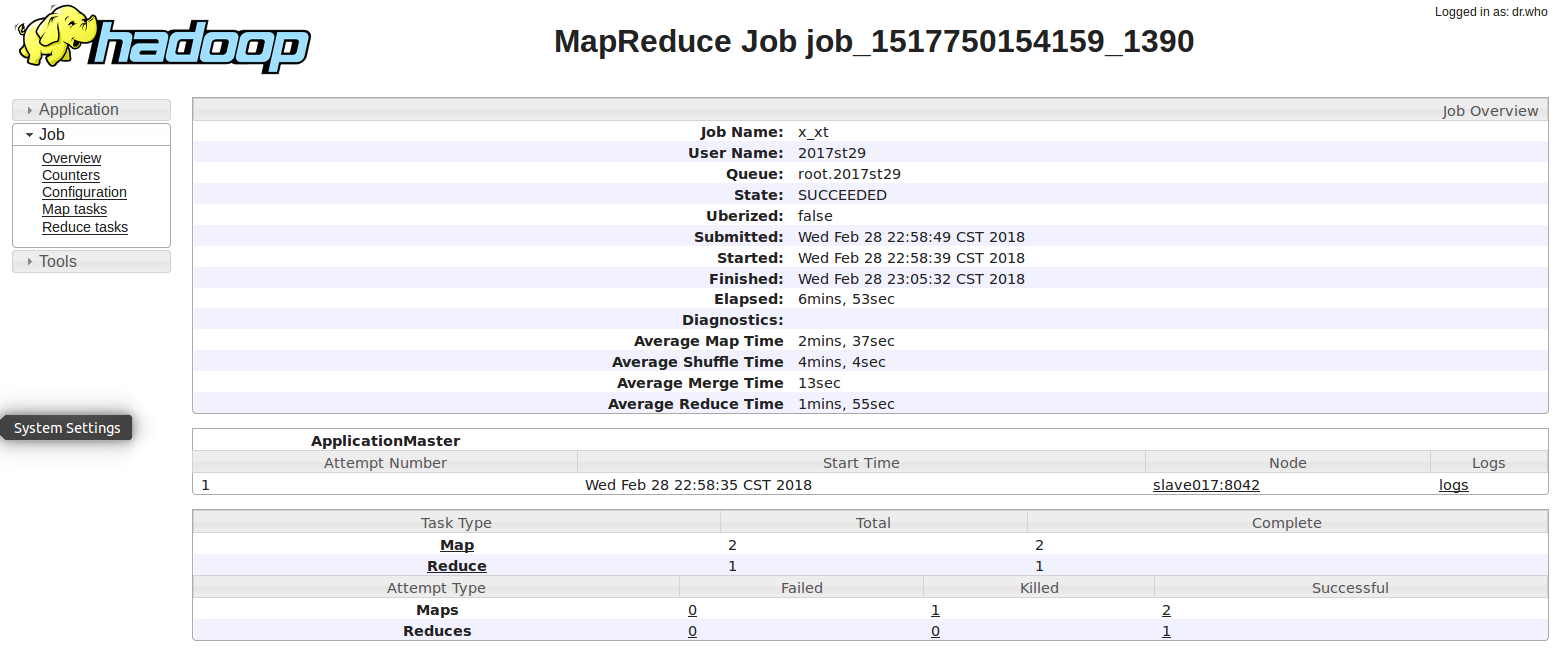 Logged in as: dr.who
hadoop
MapReduce Job job_1517750154159_1390
Application
Job
Overview
Counters
Configuration
Map tasks
Reduce tasks
Tools
System Settings
Job Overview
Job Name: x_xt
User Name: 2017st29
Queue: root.2017st29
State: SUCCEEDED
Uberized: false
Submitted: Wed Feb 28 22:58:49 CST 2018
Started: Wed Feb 28 22:58:39 CST 2018
Finished: Wed Feb 28 23:05:32 CST 2018
Elapsed: 6mins, 53sec
Diagnostics:
Average Map Time 2mins, 37sec
Average Shuffle Time 4mins, 4sec
Average Merge Time 13sec
Average Reduce Time 1mins, 55sec
ApplicationMaster
Attempt Number Start Time Node Logs
1 Wed Feb 28 22:58:35 CST 2018 slave017:8042 logs
Task Type Total Complete
Map 2 2
Reduce 1 1
Attempt Type Failed Killed Successful
Maps 0 1 2
Reduces 0 0 1